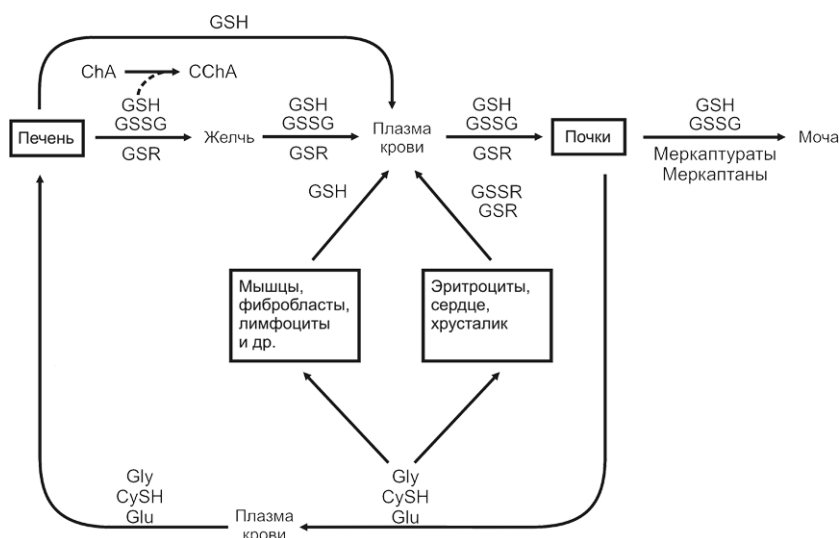 GSH
ChA
CChA
GSH
GSSG
GSR
Печень
Желчь
GSH
GSSG
GSR
Плазма
крови
GSH
GSSG
GSR
Почки
GSH
GSSG
Меркаптураты
Меркаптаны
Моча
GSH
GSSR
GSR
Мышцы,
фибробласты,
лимфоциты
и др.
Эритроциты,
сердце,
хрусталик
Gly
CySH
Glu
Плазма
крови
Gly
CySH
Glu